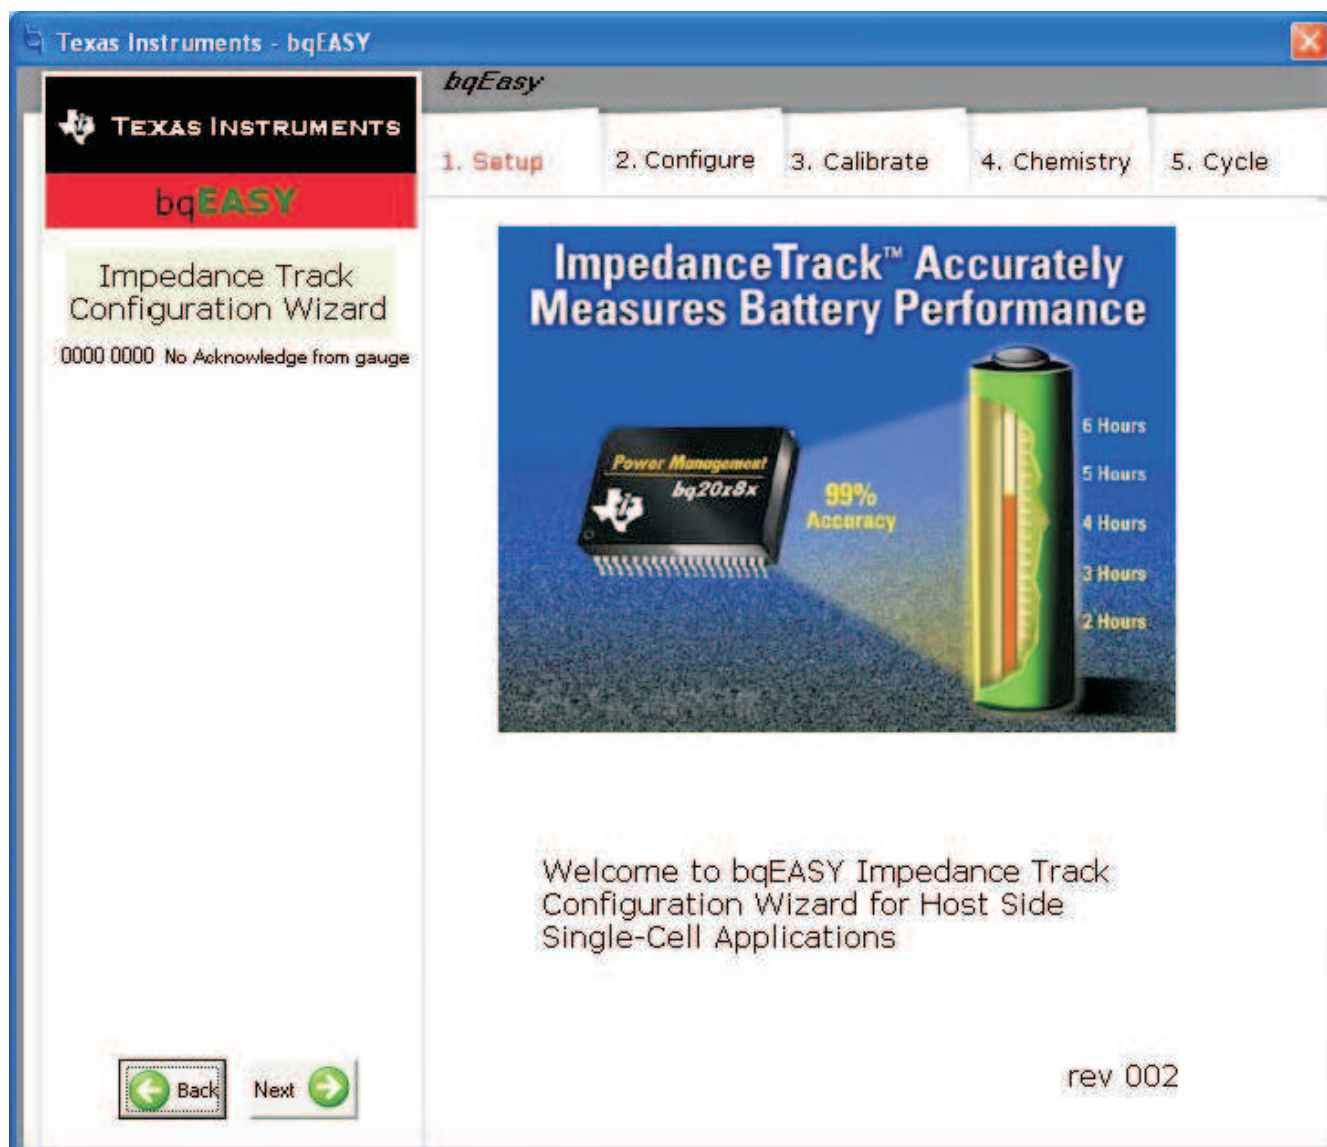 Texas Instruments - bqEASY
bqEasy
TEXAS INSTRUMENTS
bqEASY
Impedance Track
Configuration Wizard
0000 0000 No Acknowledge from gauge
1. Setup
2. Configure
3. Calibrate
4. Chemistry
5. Cycle
ImpedanceTrack™ Accurately
Measures Battery Performance
Power Management
bq20z8x
99%
Accuracy
6 Hours
5 Hours
4 Hours
3 Hours
2 Hours
Welcome to bqEASY Impedance Track
Configuration Wizard for Host Side
Single-Cell Applications
rev 002
Back
Next